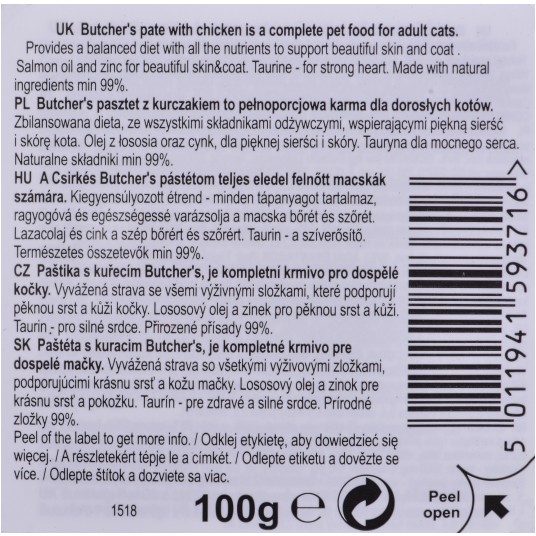 UK Butcher's pate with chicken is a complete pet food for adult cats.
Provides a balanced diet with all the nutrients to support beautiful skin and coat .
Salmon oil and zinc for beautiful skin&coat. Taurine - for strong heart. Made with natural
ingredients min 99%.
PL Butcher's pasztet z kurczakiem to pełnoporcjowa karma dla dorosłych kotów.
Zbilansowana dieta, ze wszystkimi składnikami odżywczymi, wspierającymi piękną sierść
i skórę kota. Olej z łososia oraz cynk, dla pięknej sierści i skóry. Tauryna dla mocnego serca.
Naturalne składniki min 99%.
HU A Csirkés Butcher's pástétom teljes eledel felnőtt macskák
számára. Kiegyensúlyozott étrend - minden tápanyagot tartalmaz,
ragyogóvá és egészségessé varázsolja a macska bőrét és szőrét.
Lazacolaj és cink a szép bőrért és szőrért. Taurin - a szíverősítő.
Természetes összetevők min 99%.
CZ Paštika s kuřecím Butcher's, je kompletní krmivo pro dospělé
kočky. Vyvážená strava se všemi výživnými složkami, které podporují
pěknou srst a kůži kočky. Lososový olej a zinek pro pěknou srst a kůži.
Taurin - pro silné srdce. Přirozené přísady 99%.
SK Paštéta s kuracim Butcher's, je kompletné krmivo pre
dospelé mačky. Vyvážená strava so všetkými výživovými zložkami,
podporujúcimi krásnu srsť a kožu mačky. Lososový olej a zinok pre
krásnu srsť a pokožku. Taurín - pre zdravé a silné srdce. Prírodné
zložky 99%.
Peel of the label to get more info. / Odklej etykietę, aby dowiedzieć się
więcej. / A részletekért tépje le a címkét. / Odlepte etiketu a dovězte se
více. / Odlepte štítok a dozviete sa viac.
1518
100g e
Peel
open
5 011941 593716 >